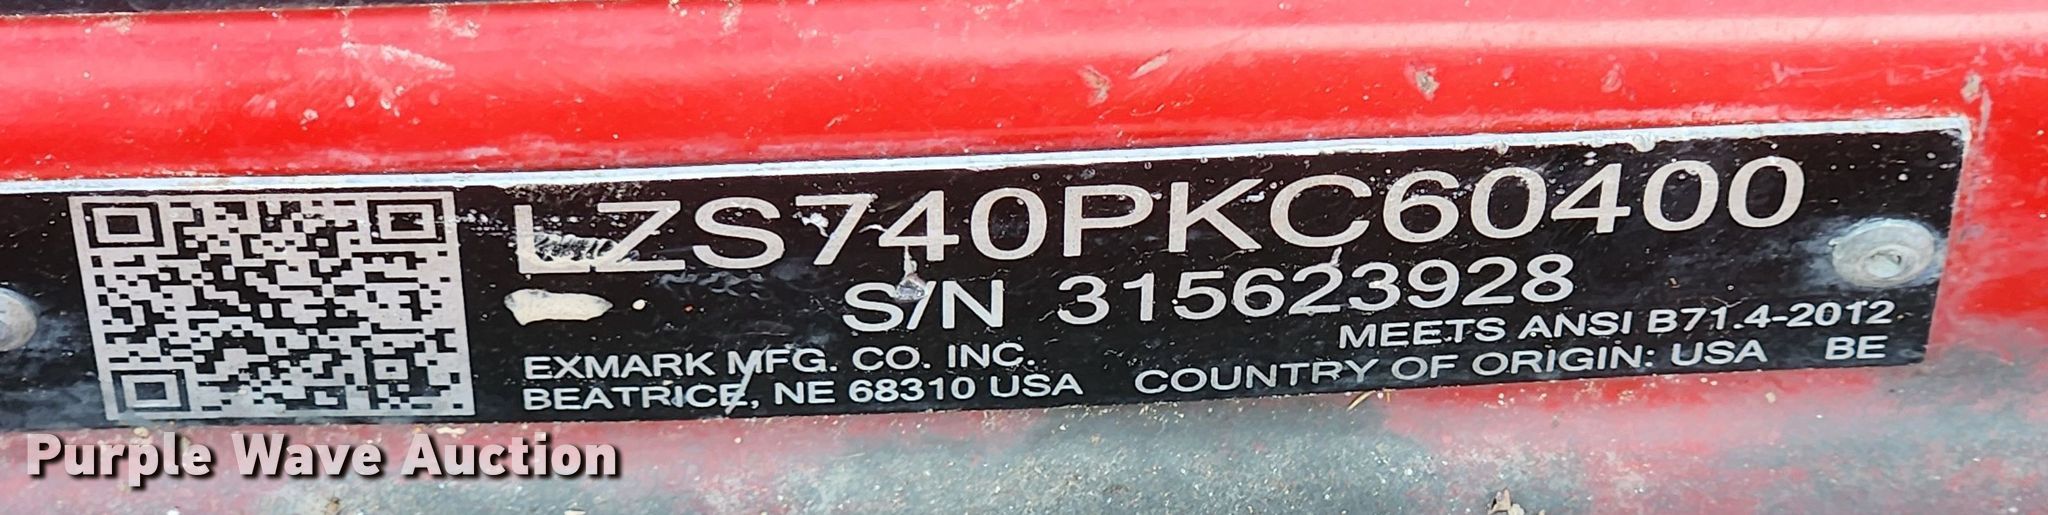 LZS740PKC60400
S/N 315623928
MEETS ANSI B71.4-2012
EXMARK MFG. CO. INC.
BEATRICE, NE 68310 USA
COUNTRY OF ORIGIN: USA BE
Purple Wave Auction